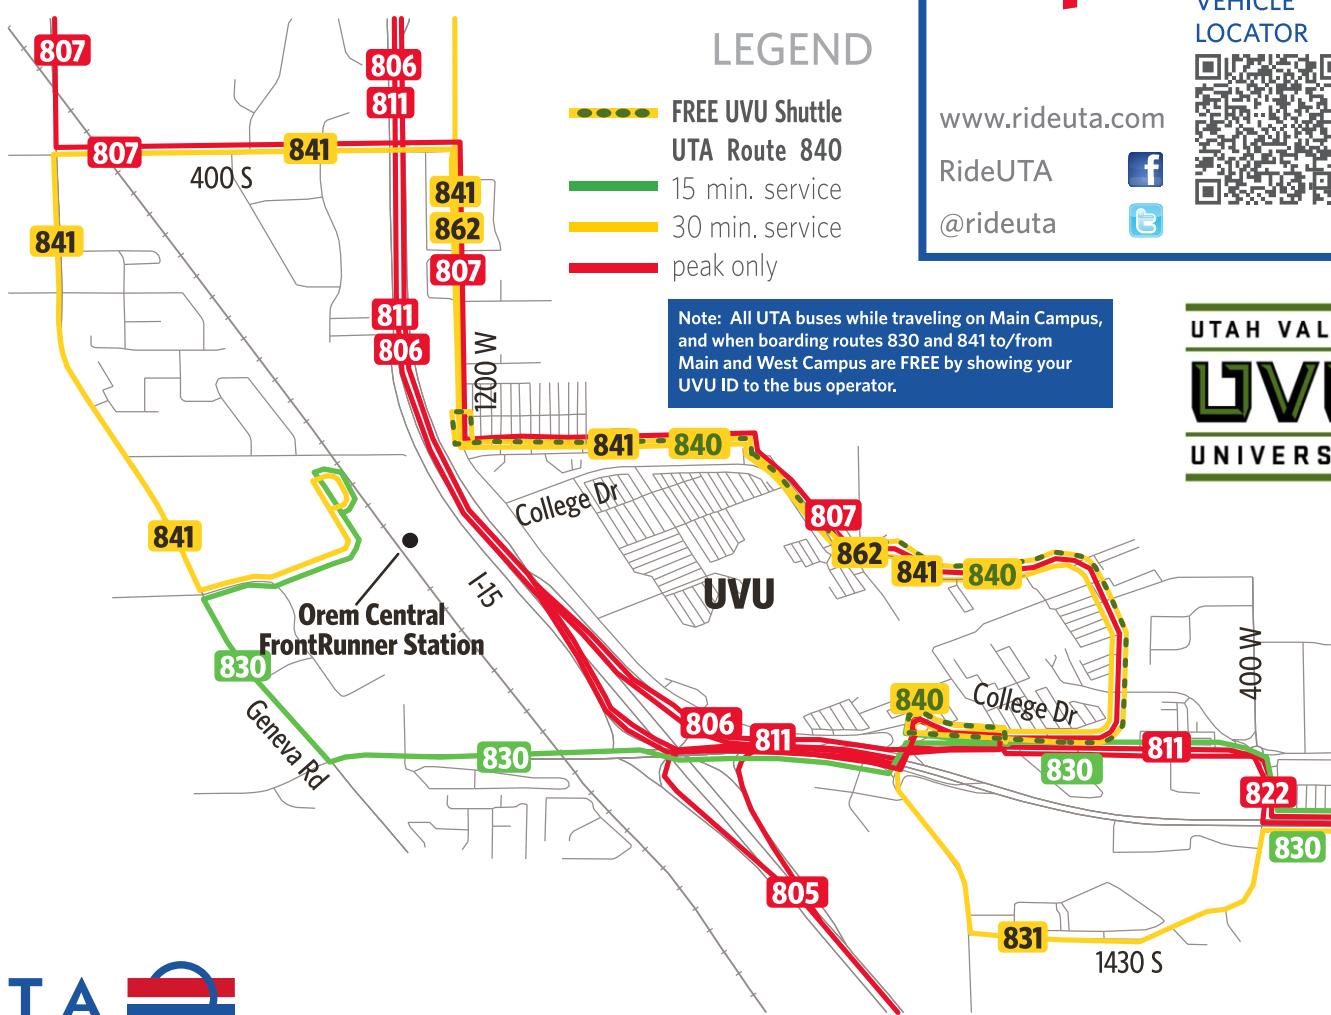 VEHICLE
LOCATOR
www.rideuta.com
RideUTA
@rideuta
LEGEND
FREE UVU Shuttle
UTA Route 840
15 min. service
30 min. service
peak only
Note: All UTA buses while traveling on Main Campus,
and when boarding routes 830 and 841 to/from
Main and West Campus are FREE by showing your
UVU ID to the bus operator.
UTAH VAL
UVU
UNIVERS
807
806
811
807
841
400 S
841
862
807
841
811
806
1200 W
841
840
College Dr
807
862
841
840
841
I-15
UVU
Orem Central
FrontRunner Station
830
Geneva Rd
830
806
811
840
College Dr
400 W
811
830
822
830
805
831
1430 S
T A